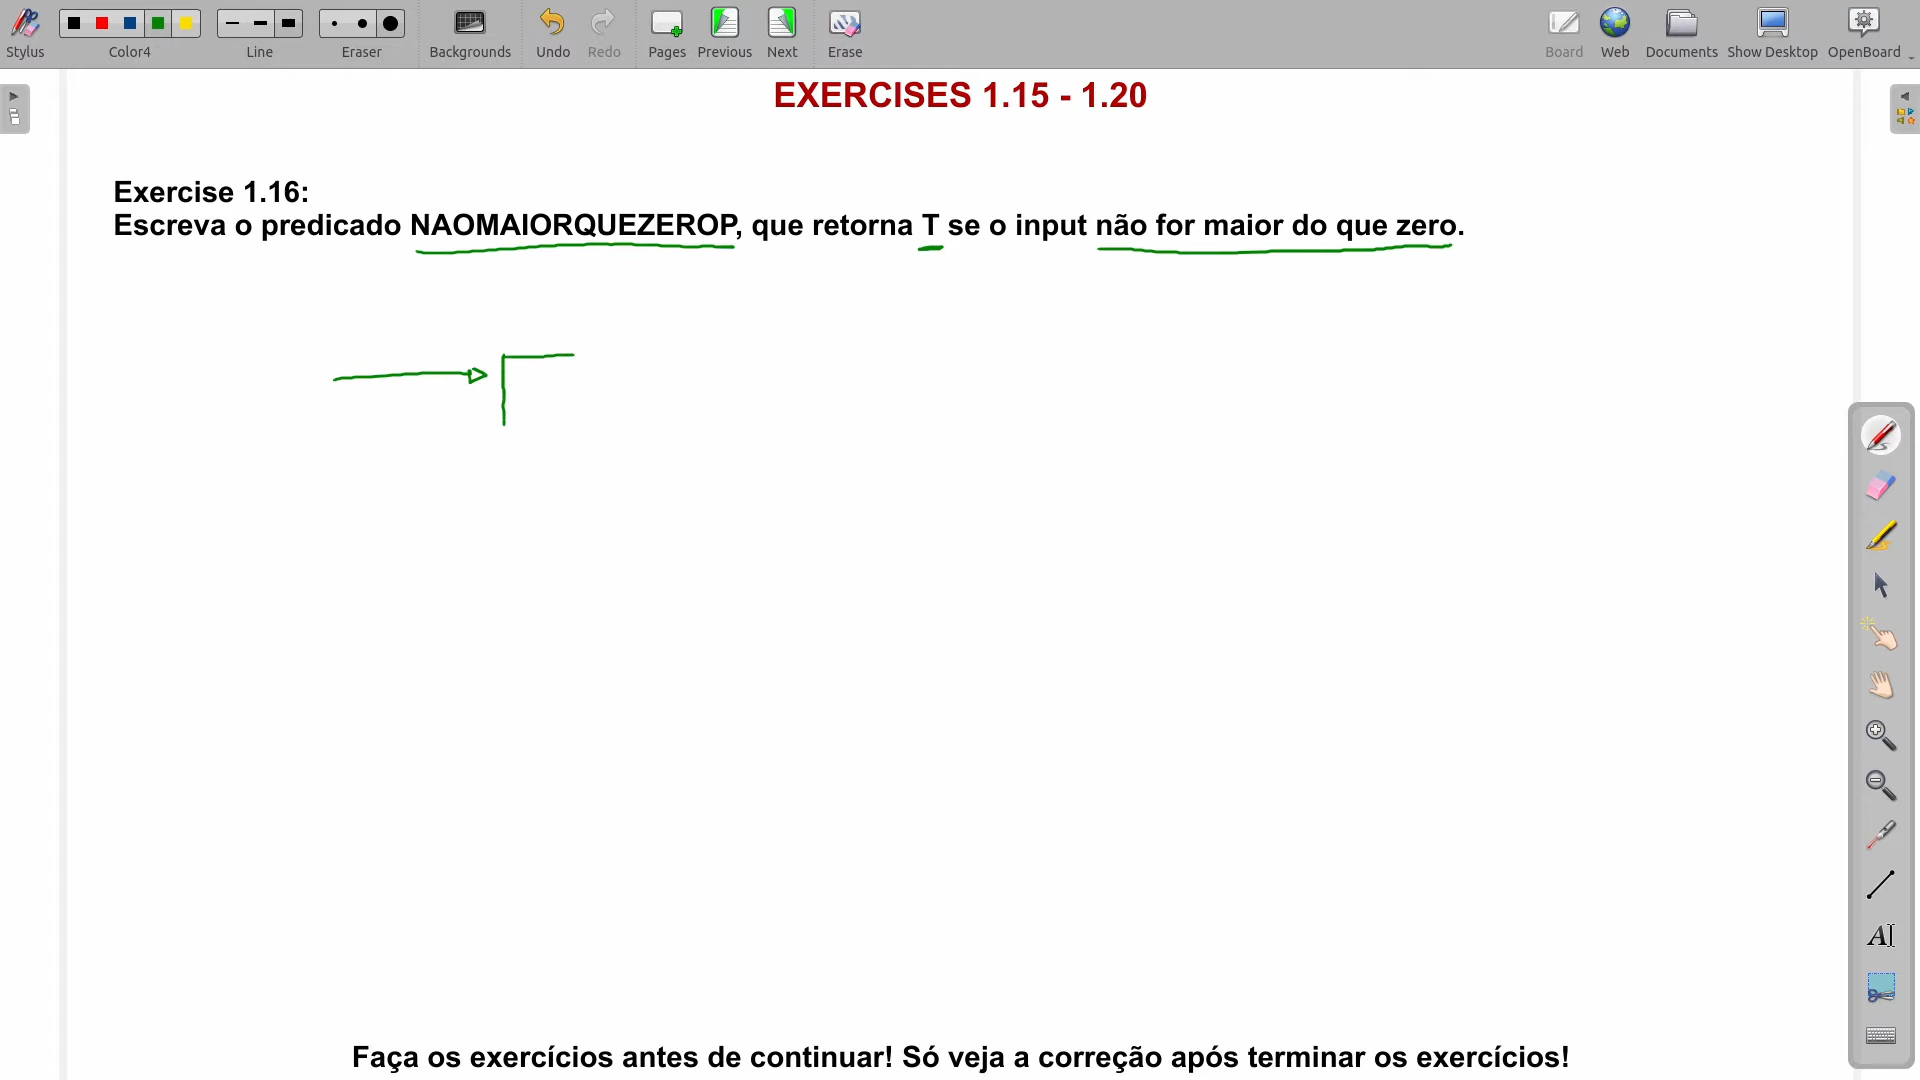 Stylus Color4 Line Eraser Backgrounds Undo Redo Pages Previous Next Erase Board Web Documents Show Desktop OpenBoard
EXERCISES 1.15 - 1.20
Exercise 1.16:
Escreva o predicado NAOMAIORQUEZEROP, que retorna T se o input não for maior do que zero.
Faça os exercícios antes de continuar! Só veja a correção após terminar os exercícios!